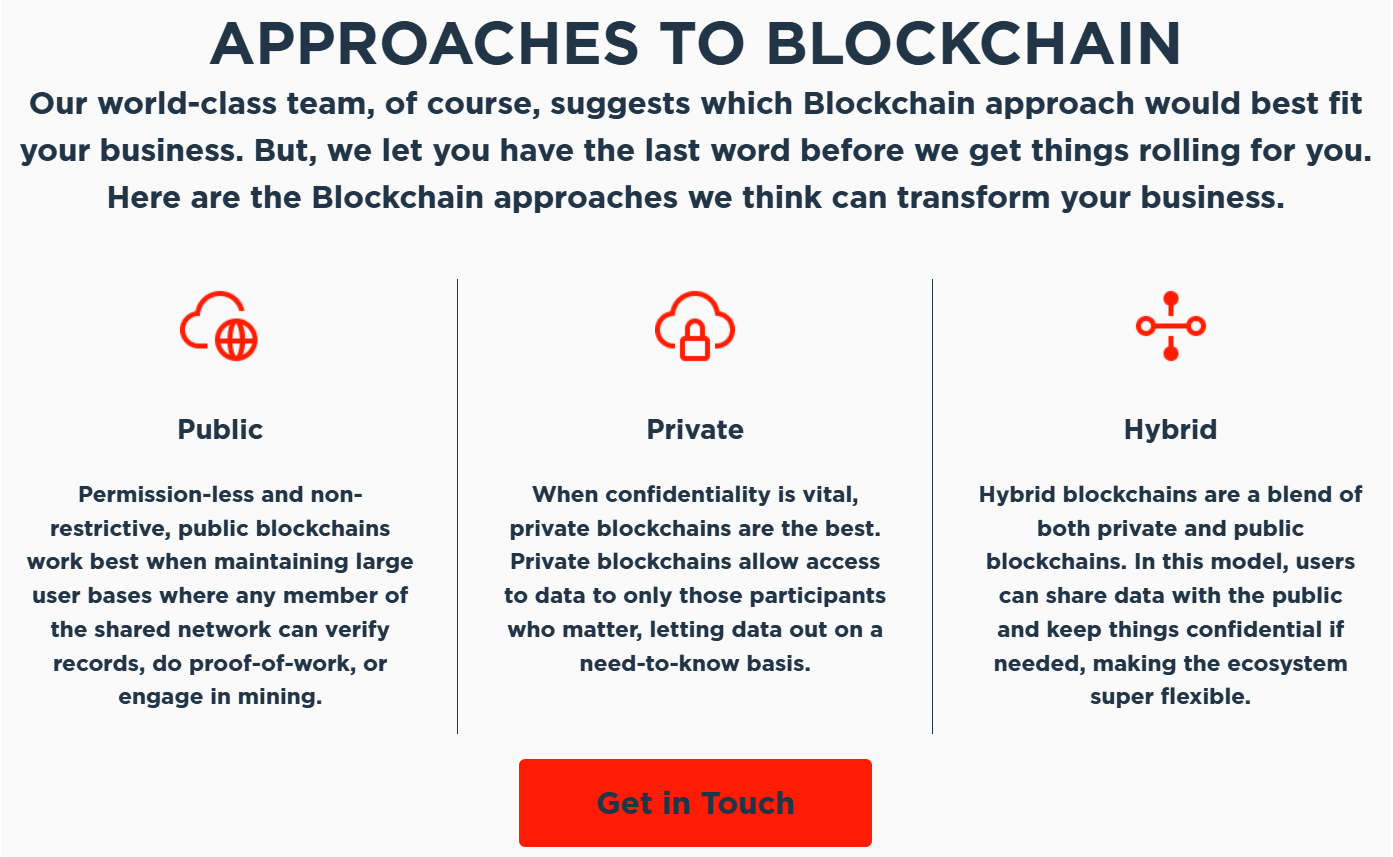 APPROACHES TO BLOCKCHAIN
Our world-class team, of course, suggests which Blockchain approach would best fit
your business. But, we let you have the last word before we get things rolling for you.
Here are the Blockchain approaches we think can transform your business.
Public
Permission-less and non-
restrictive, public blockchains
work best when maintaining large
user bases where any member of
the shared network can verify
records, do proof-of-work, or
engage in mining.
Private
When confidentiality is vital,
private blockchains are the best.
Private blockchains allow access
to data to only those participants
who matter, letting data out on a
need-to-know basis.
Hybrid
Hybrid blockchains are a blend of
both private and public
blockchains. In this model, users
can share data with the public
and keep things confidential if
needed, making the ecosystem
super flexible.
Get in Touch